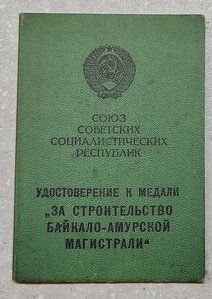 СОЮЗ
СОВЕТСКИХ
СОЦИАЛИСТИЧЕСКИХ
РЕСПУБЛИК
УДОСТОВЕРЕНИЕ К МЕДАЛИ
„ЗА СТРОИТЕЛЬСТВО
БАЙКАЛО-АМУРСКОЙ
МАГИСТРАЛИ“